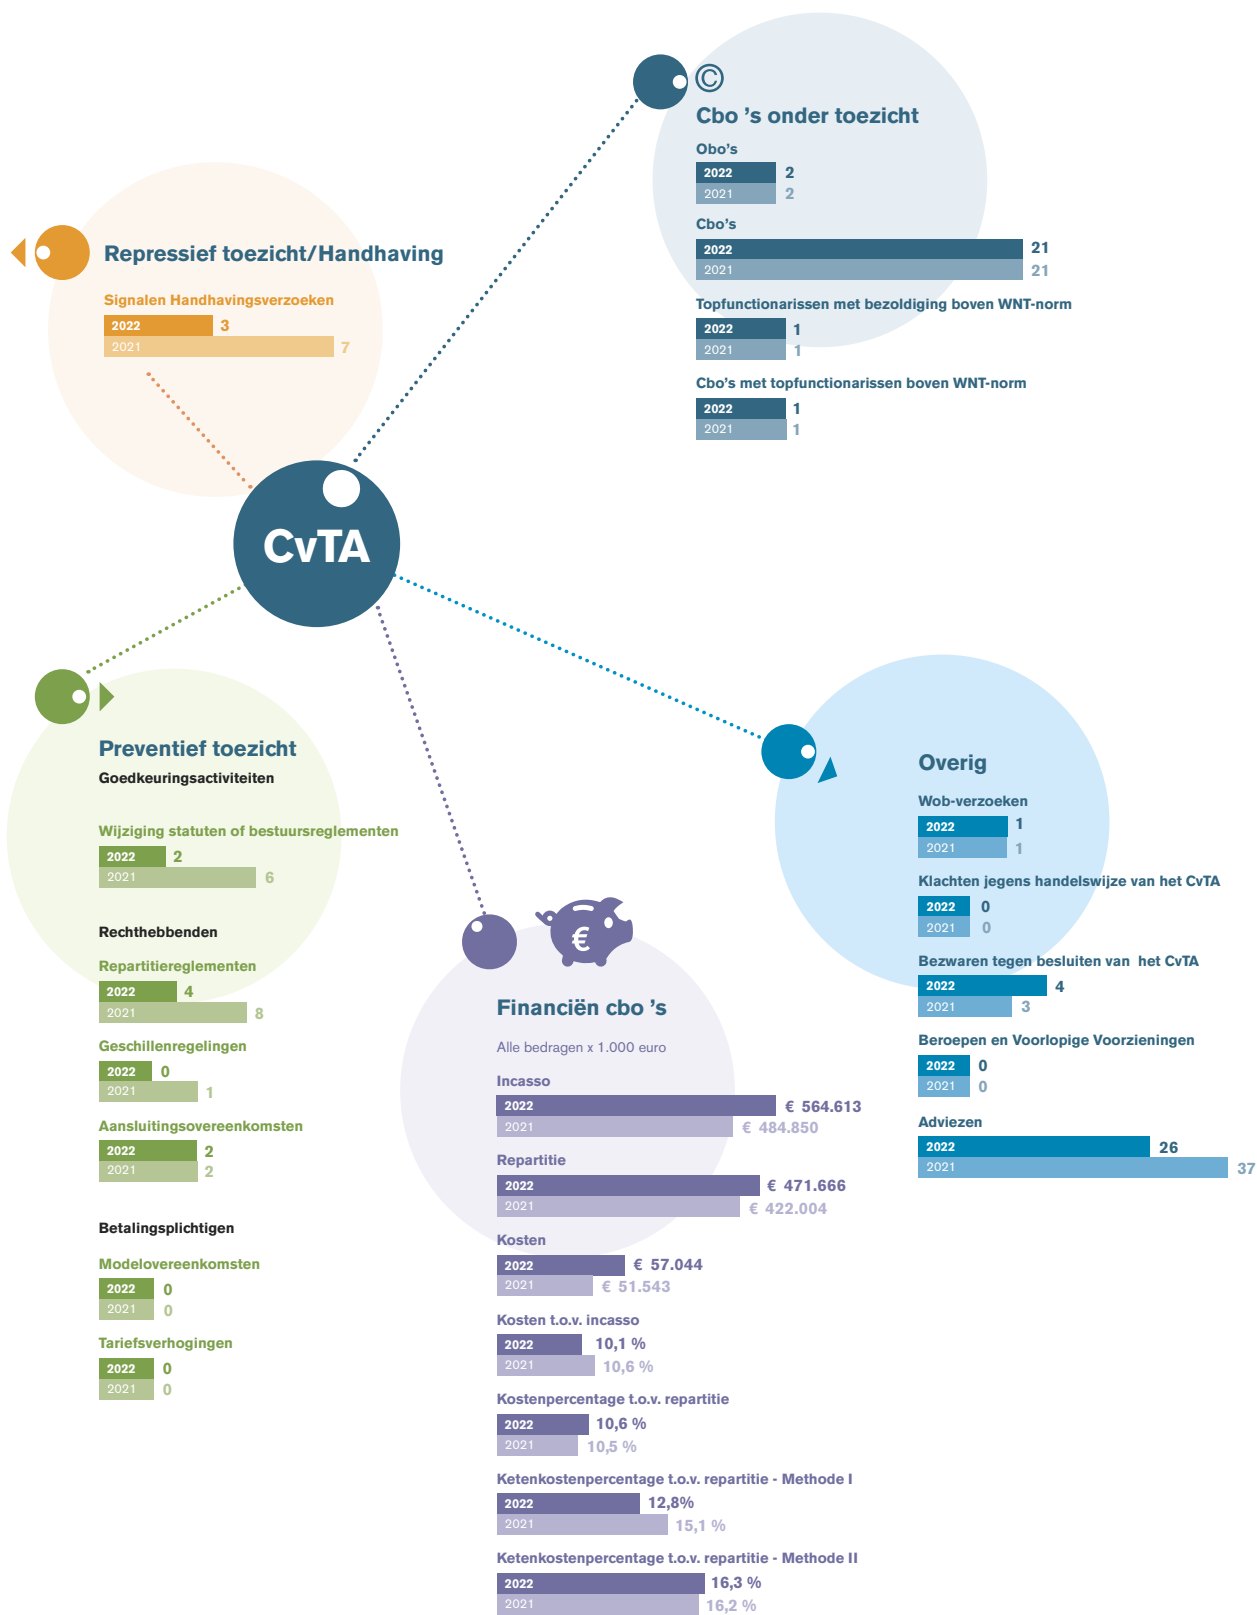 ©
Cbo 's onder toezicht
Obo's
2022 2
2021 2
Cbo's
2022 21
2021 21
Topfunctionarissen met bezoldiging boven WNT-norm
2022 1
2021 1
Cbo's met topfunctionarissen boven WNT-norm
2022 1
2021 1
Repressief toezicht/Handhaving
Signalen Handhavingsverzoeken
2022 3
2021 7
CvTA
Preventief toezicht
Goedkeuringsactiviteiten
Wijziging statuten of bestuursreglementen
2022 2
2021 6
Rechthebbenden
Repartitiereglementen
2022 4
2021 8
Geschillenregelingen
2022 0
2021 1
Aansluitingsovereenkomsten
2022 2
2021 2
Betalingsplichtigen
Modelovereenkomsten
2022 0
2021 0
Tariefsverhogingen
2022 0
2021 0
€
Financiën cbo 's
Alle bedragen x 1.000 euro
Incasso
2022 € 564.613
2021 € 484.850
Repartitie
2022 € 471.666
2021 € 422.004
Kosten
2022 € 57.044
2021 € 51.543
Kosten t.o.v. incasso
2022 10,1 %
2021 10,6 %
Kostenpercentage t.o.v. repartitie
2022 10,6 %
2021 10,5 %
Ketenkostenpercentage t.o.v. repartitie - Methode I
2022 12,8%
2021 15,1 %
Ketenkostenpercentage t.o.v. repartitie - Methode II
2022 16,3 %
2021 16,2 %
Overig
Wob-verzoeken
2022 1
2021 1
Klachten jegens handelswijze van het CvTA
2022 0
2021 0
Bezwaren tegen besluiten van het CvTA
2022 4
2021 3
Beroepen en Voorlopige Voorzieningen
2022 0
2021 0
Adviezen
2022 26
2021 37